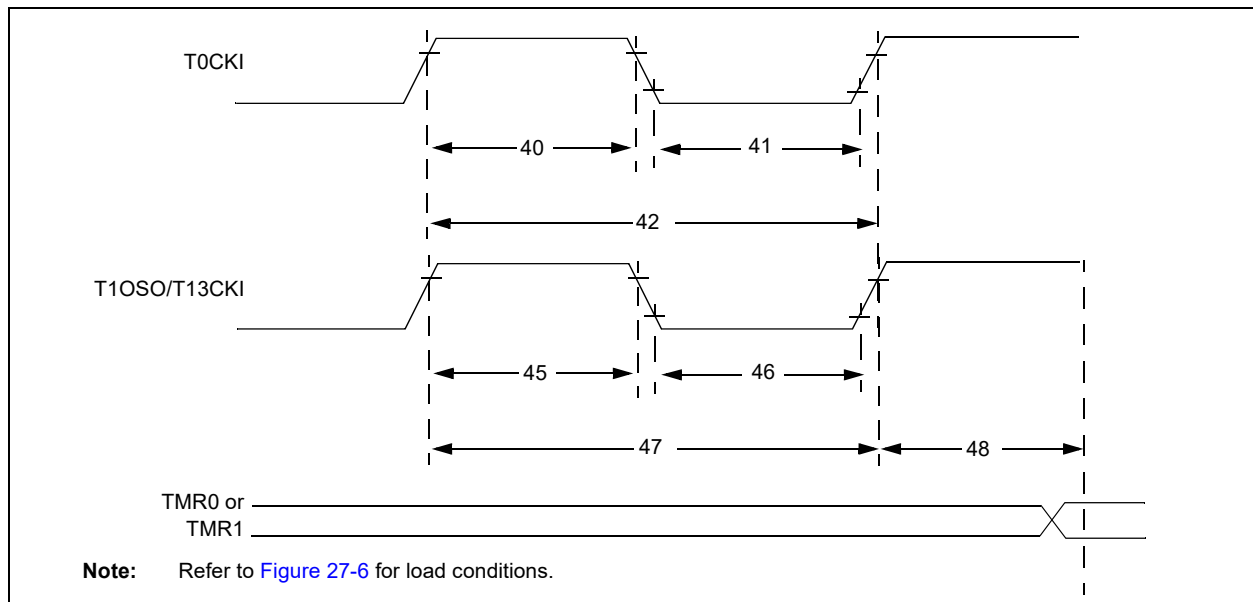 T0CKI
40
41
42
T1OSO/T13CKI
45
46
47
48
TMR0 or
TMR1
Note: Refer to Figure 27-6 for load conditions.